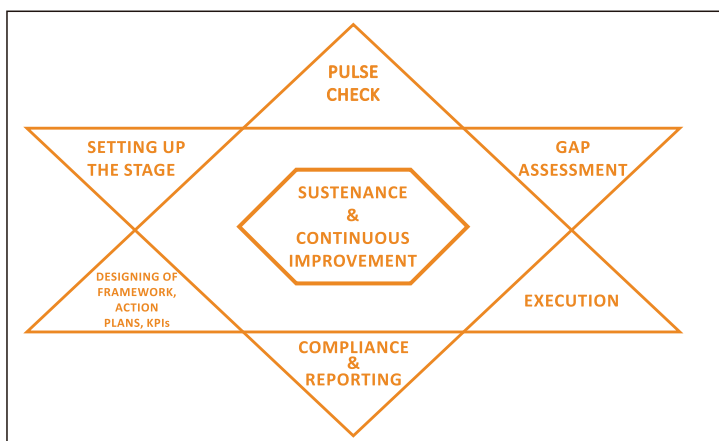 PULSE
CHECK
SETTING UP
THE STAGE
GAP
ASSESSMENT
SUSTENANCE
&
CONTINUOUS
IMPROVEMENT
DESIGNING OF
FRAMEWORK,
ACTION
PLANS, KPIs
EXECUTION
COMPLIANCE
&
REPORTING